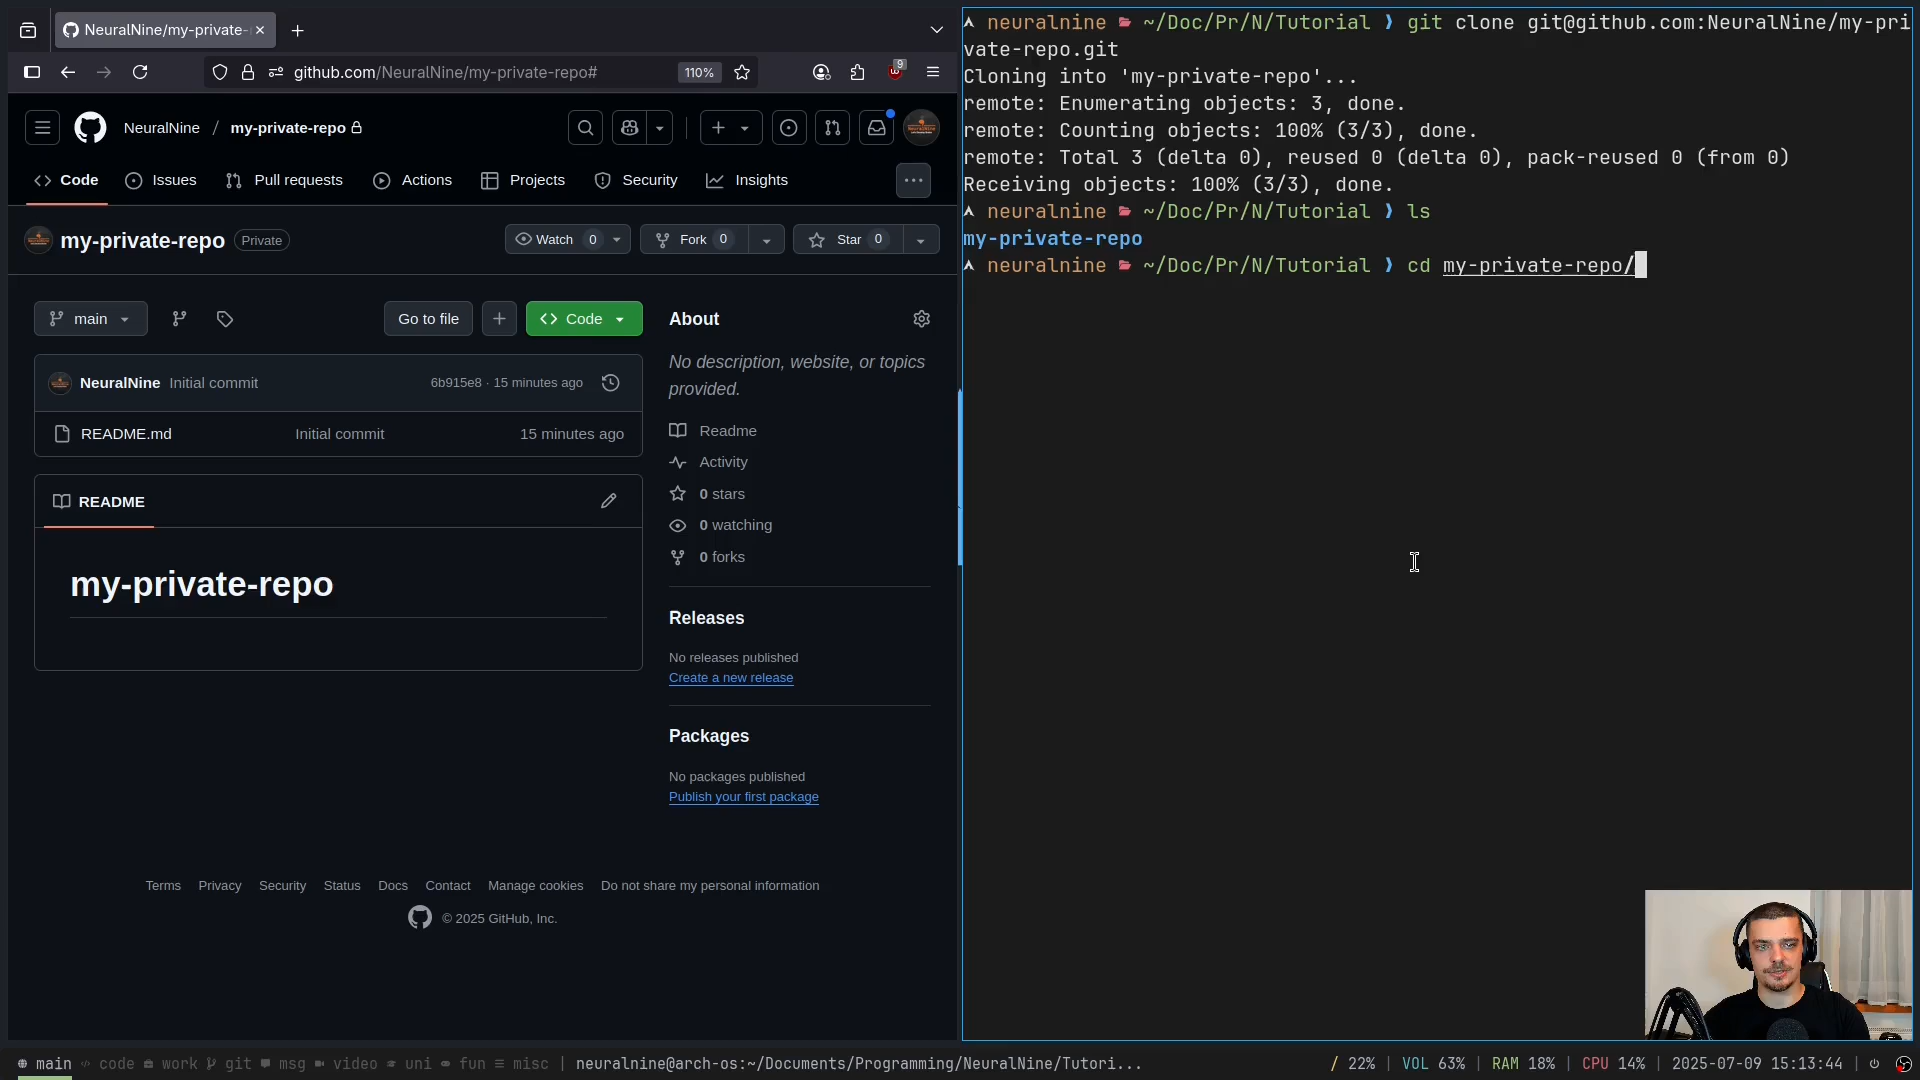 NeuralNine/my-private-
github.com/NeuralNine/my-private-repo#
110%
9
NeuralNine / my-private-repo
Code
Issues
Pull requests
Actions
Projects
Security
Insights
my-private-repo
Private
Watch 0
Fork 0
Star 0
main
Go to file
Code
NeuralNine Initial commit
6b915e8 · 15 minutes ago
README.md
Initial commit
15 minutes ago
README
my-private-repo
About
No description, website, or topics
provided.
Readme
Activity
0 stars
0 watching
0 forks
Releases
No releases published
Create a new release
Packages
No packages published
Publish your first package
Terms Privacy Security Status Docs Contact Manage cookies Do not share my personal information
© 2025 GitHub, Inc.
neuralnine ~/Doc/Pr/N/Tutorial ❯ git clone git@github.com:NeuralNine/my-pri
vate-repo.git
Cloning into 'my-private-repo'...
remote: Enumerating objects: 3, done.
remote: Counting objects: 100% (3/3), done.
remote: Total 3 (delta 0), reused 0 (delta 0), pack-reused 0 (from 0)
Receiving objects: 100% (3/3), done.
neuralnine ~/Doc/Pr/N/Tutorial ❯ ls
my-private-repo
neuralnine ~/Doc/Pr/N/Tutorial ❯ cd my-private-repo/
main code work git msg video uni fun misc | neuralnine@arch-os:~/Documents/Programming/NeuralNine/Tutori...
/ 22% | VOL 63% | RAM 18% | CPU 14% | 2025-07-09 15:13:44 |